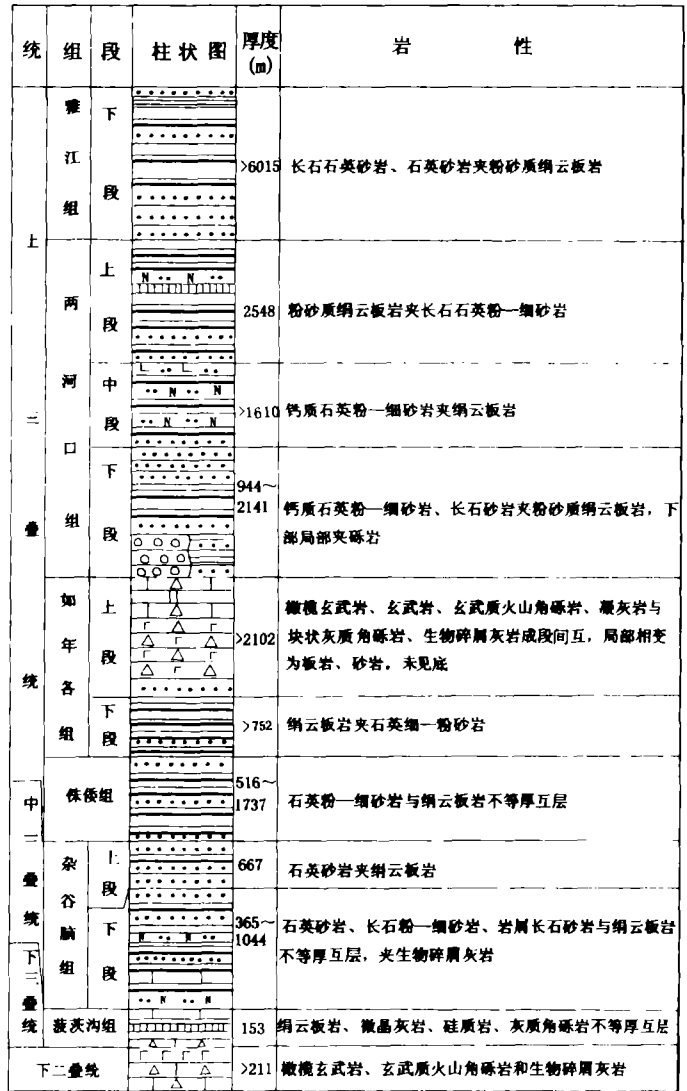 统 组 段 柱状图 厚度(m) 岩性
上三叠统
雅江组 下段 >6015 长石石英砂岩、石英砂岩夹粉砂质绢云板岩
两河口组
上段 2548 粉砂质绢云板岩夹长石石英粉—细砂岩
中段 >1610 钙质石英粉—细砂岩夹绢云板岩
下段 944~2141 钙质石英粉—细砂岩、长石砂岩夹粉砂质绢云板岩,下
部局部夹砾岩
如年各组
上段 >2102 橄榄玄武岩、玄武岩、玄武质火山角砾岩、凝灰岩与
块状灰质角砾岩、生物碎屑灰岩成段间互,局部相变
为板岩、砂岩。未见底
下段 >752 绢云板岩夹石英细—粉砂岩
侏倭组 516~1737 石英粉—细砂岩与绢云板岩不等厚互层
中三叠统
杂谷脑组
上段 667 石英砂岩夹绢云板岩
下段 365~1044 石英砂岩、长石粉—细砂岩、岩屑长石砂岩与绢云板岩
不等厚互层,夹生物碎屑灰岩
下三叠统
菠茨沟组 153 绢云板岩、微晶灰岩、硅质岩、灰质角砾岩不等厚互层
下二叠统 >211 橄榄玄武岩、玄武质火山角砾岩和生物碎屑灰岩